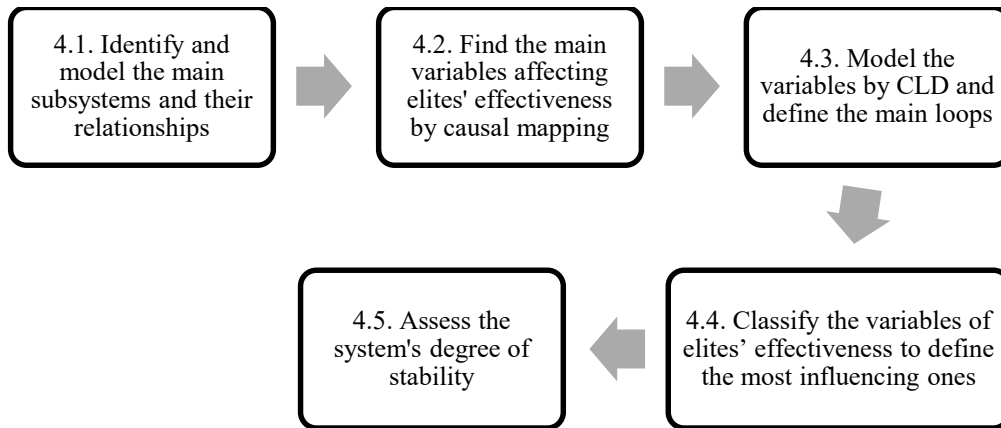 4.1. Identify and
model the main
subsystems and their
relationships
4.2. Find the main
variables affecting
elites' effectiveness
by causal mapping
4.3. Model the
variables by CLD and
define the main loops
4.4. Classify the variables of
elites’ effectiveness to define
the most influencing ones
4.5. Assess the
system's degree of
stability